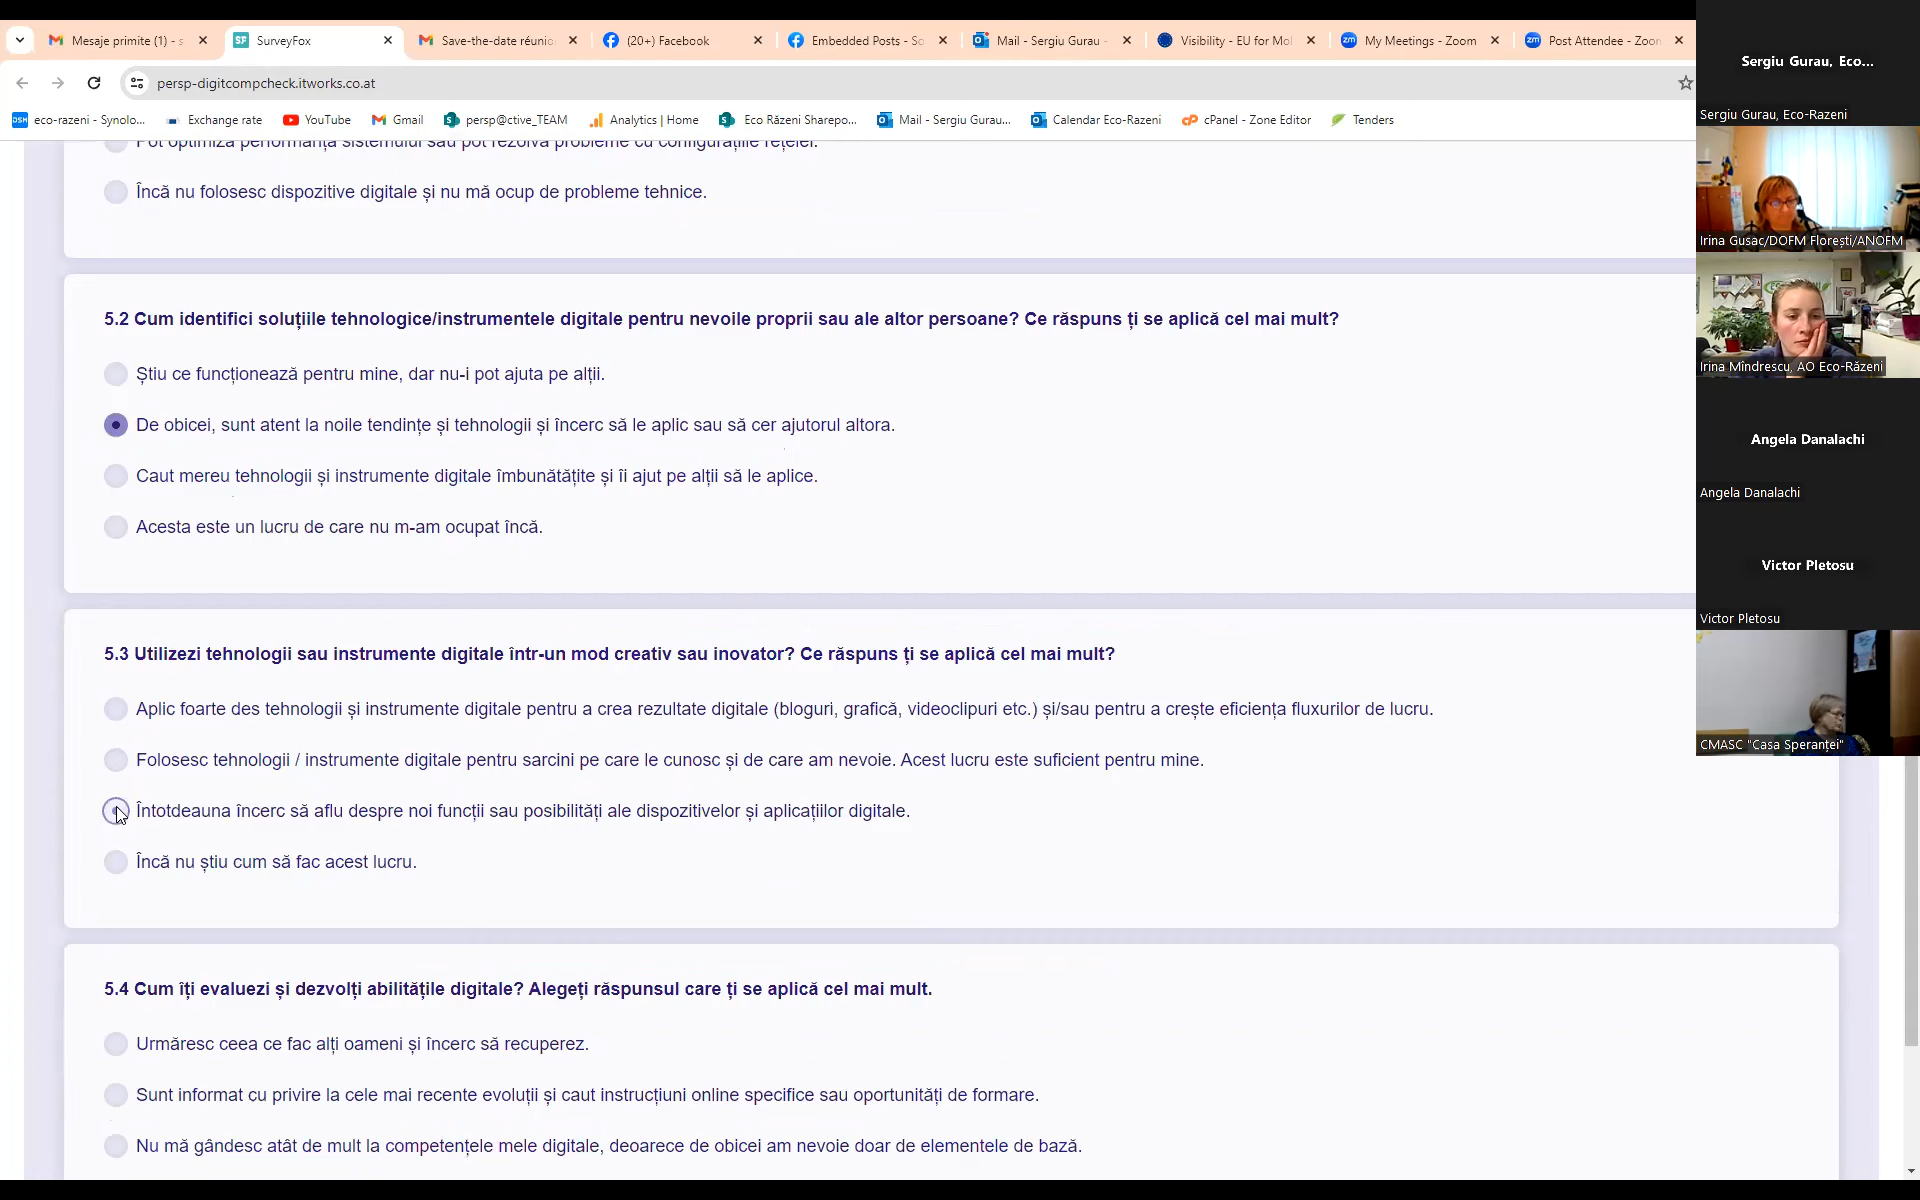 Mesaje primite (1) - s
SurveyFox
Save-the-date réunio
(20+) Facebook
Embedded Posts - So
Mail - Sergiu Gurau -
Visibility - EU for Mol
My Meetings - Zoom
Post Attendee - Zoom
persp-digitcompcheck.itworks.co.at
eco-razeni - Synolo...
Exchange rate
YouTube
Gmail
persp@ctive_TEAM
Analytics | Home
Eco Răzeni Sharepo...
Mail - Sergiu Gurau...
Calendar Eco-Razeni
cPanel - Zone Editor
Tenders
Pot optimiza performanța sistemului sau pot rezolva probleme cu configurațiile rețelei.
Încă nu folosesc dispozitive digitale și nu mă ocup de probleme tehnice.
5.2 Cum identifici soluțiile tehnologice/instrumentele digitale pentru nevoile proprii sau ale altor persoane? Ce răspuns ți se aplică cel mai mult?
Știu ce funcționează pentru mine, dar nu-i pot ajuta pe alții.
De obicei, sunt atent la noile tendințe și tehnologii și încerc să le aplic sau să cer ajutorul altora.
Caut mereu tehnologii și instrumente digitale îmbunătățite și îi ajut pe alții să le aplice.
Acesta este un lucru de care nu m-am ocupat încă.
5.3 Utilizezi tehnologii sau instrumente digitale într-un mod creativ sau inovator? Ce răspuns ți se aplică cel mai mult?
Aplic foarte des tehnologii și instrumente digitale pentru a crea rezultate digitale (bloguri, grafică, videoclipuri etc.) și/sau pentru a crește eficiența fluxurilor de lucru.
Folosesc tehnologii / instrumente digitale pentru sarcini pe care le cunosc și de care am nevoie. Acest lucru este suficient pentru mine.
Întotdeauna încerc să aflu despre noi funcții sau posibilități ale dispozitivelor și aplicațiilor digitale.
Încă nu știu cum să fac acest lucru.
5.4 Cum îți evaluezi și dezvolți abilitățile digitale? Alegeți răspunsul care ți se aplică cel mai mult.
Urmăresc ceea ce fac alți oameni și încerc să recuperez.
Sunt informat cu privire la cele mai recente evoluții și caut instrucțiuni online specifice sau oportunități de formare.
Nu mă gândesc atât de mult la competențele mele digitale, deoarece de obicei am nevoie doar de elementele de bază.
Sergiu Gurau, Eco...
Sergiu Gurau, Eco-Razeni
Irina Gusac/DOFM Florești/ANOFM
Irina Mîndrescu, AO Eco-Răzeni
Angela Danalachi
Angela Danalachi
Victor Pletosu
Victor Pletosu
CMASC "Casa Speranței"